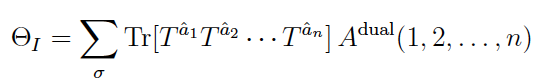 Θ_I = ∑_σ Tr[T^{â_1} T^{â_2} ⋯ T^{â_n}] A^{dual}(1, 2, . . . , n)